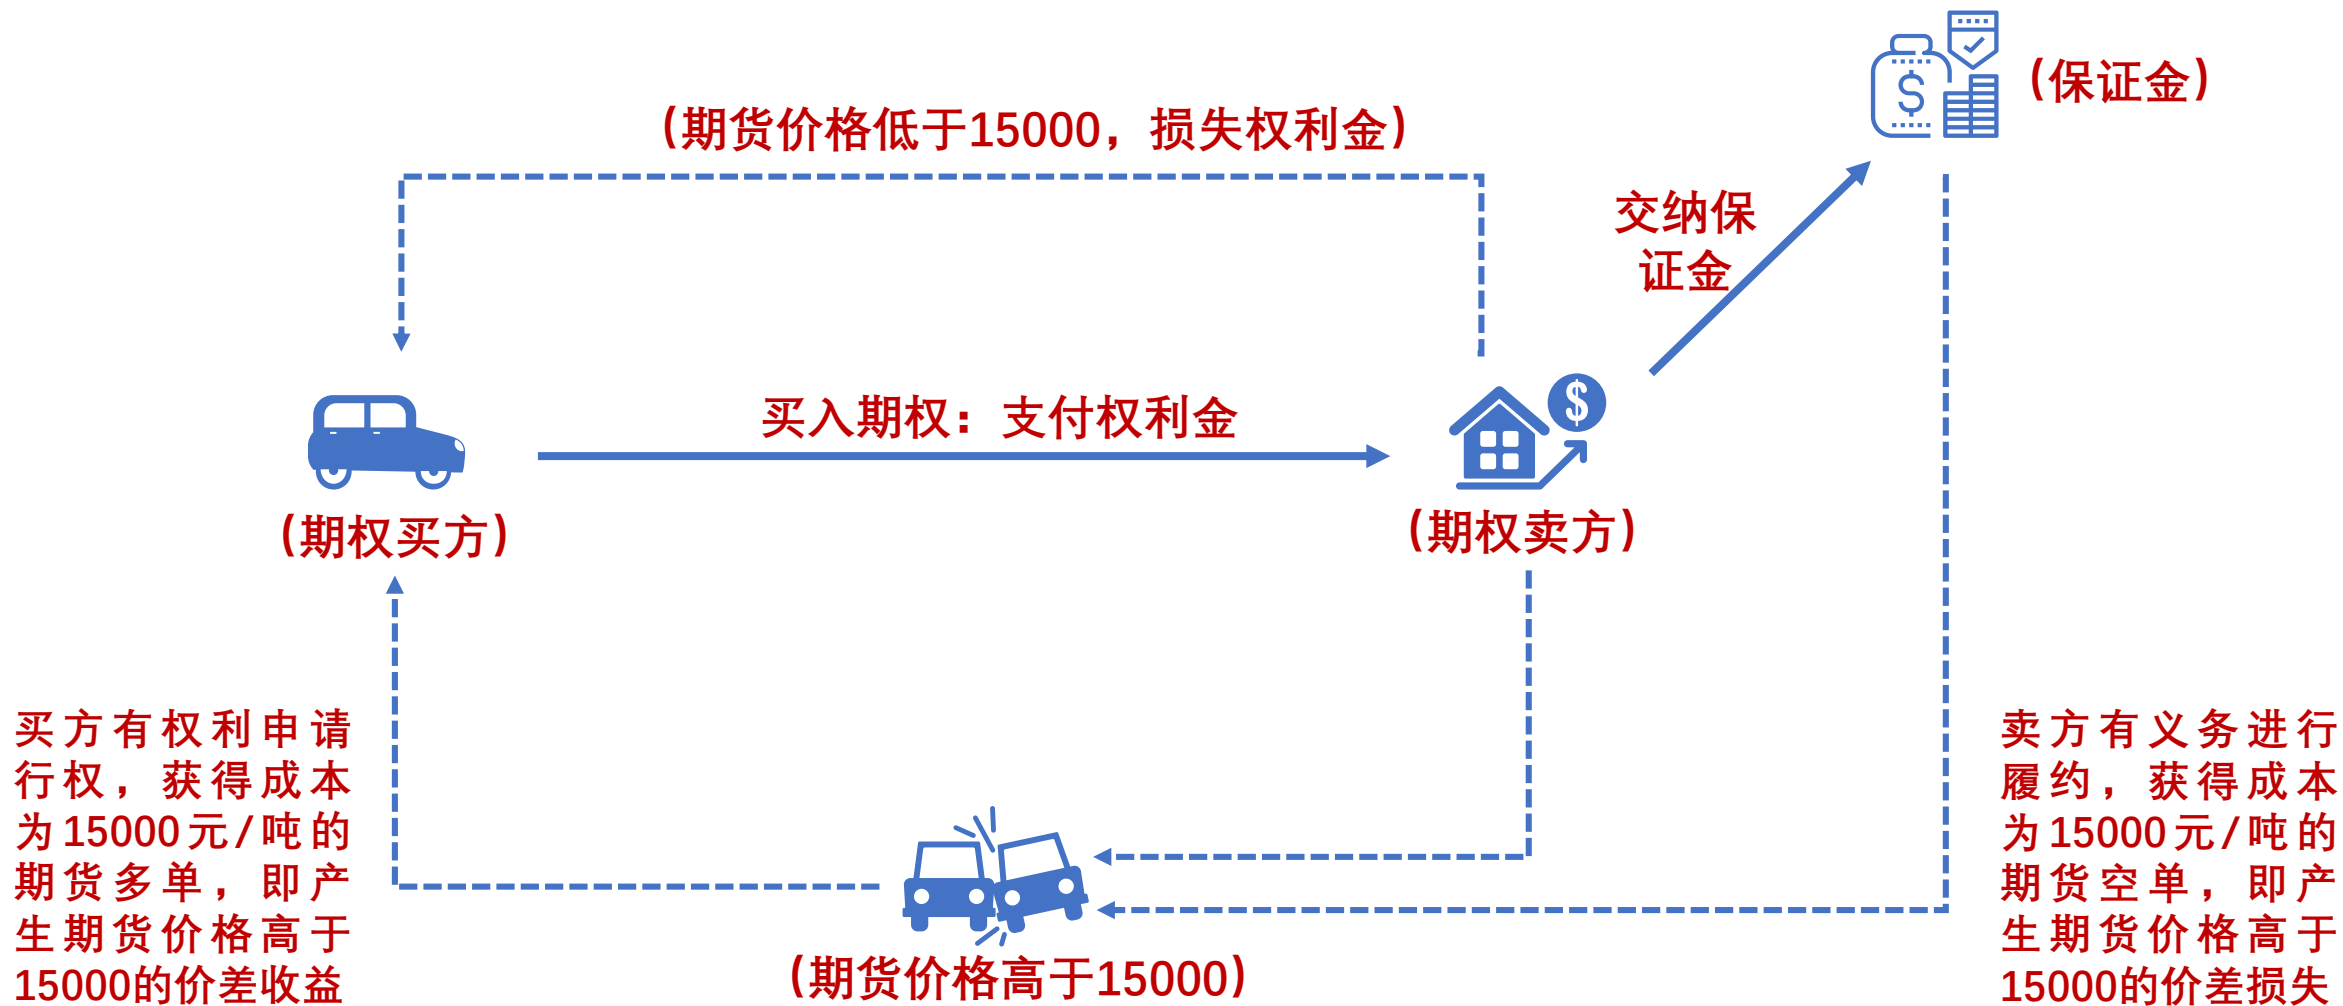 (保证金)
(期货价格低于15000，损失权利金)
交纳保
证金
买入期权：支付权利金
(期权买方)
(期权卖方)
买方有权利申请
行权，获得成本
为15000元/吨的
期货多单，即产
生期货价格高于
15000的价差收益
卖方有义务进行
履约，获得成本
为15000元/吨的
期货空单，即产
生期货价格高于
15000的价差损失
(期货价格高于15000)